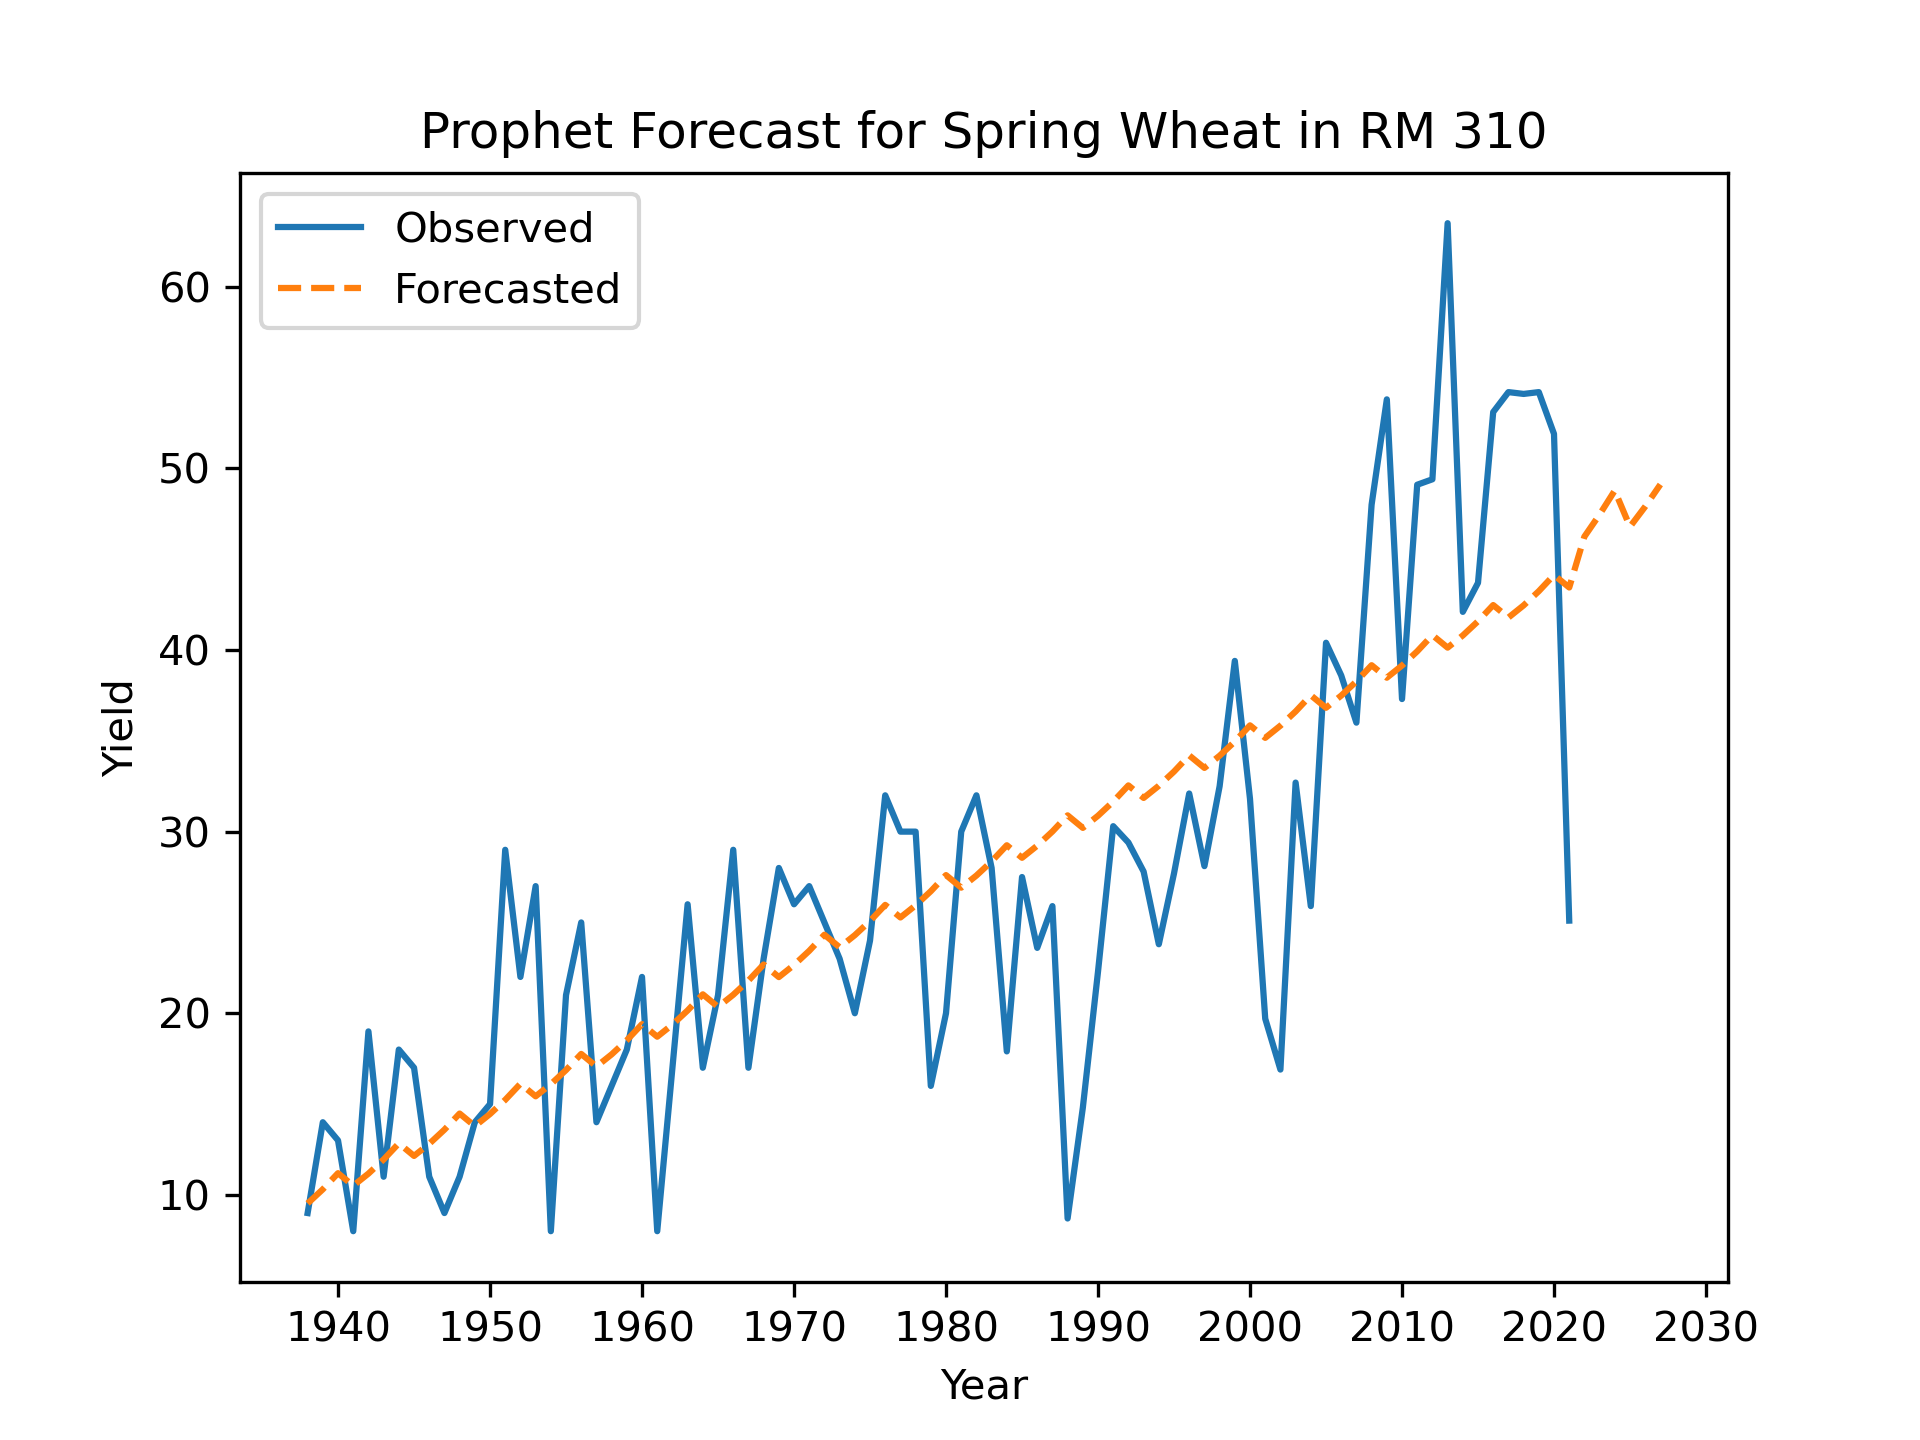 Prophet Forecast for Spring Wheat in RM 310
Observed
Forecasted
60
50
40
30
20
10
Yield
1940 1950 1960 1970 1980 1990 2000 2010 2020 2030
Year